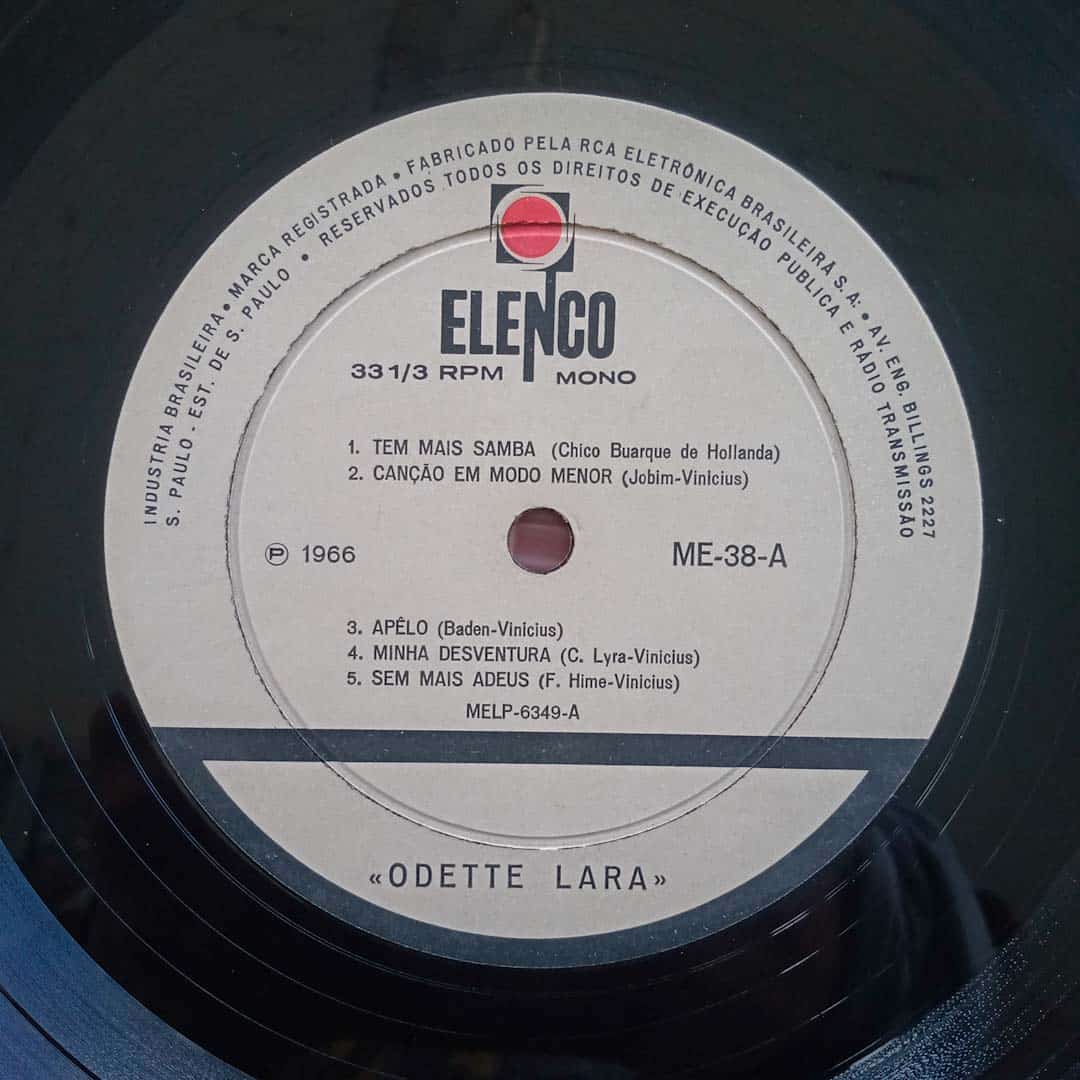 INDUSTRIA BRASILEIRA • MARCA REGISTRADA • FABRICADO PELA RCA ELETRÔNICA BRASILEIRA S.A. • AV. ENG. BILLINGS 2227
S. PAULO - EST. DE S. PAULO • RESERVADOS TODOS OS DIREITOS DE EXECUÇÃO PUBLICA E RÁDIO TRANSMISSÃO
ELENCO
33 1/3 RPM MONO
1. TEM MAIS SAMBA (Chico Buarque de Hollanda)
2. CANÇÃO EM MODO MENOR (Jobim-Vinicius)
Ⓟ 1966 ME-38-A
3. APÊLO (Baden-Vinicius)
4. MINHA DESVENTURA (C. Lyra-Vinicius)
5. SEM MAIS ADEUS (F. Hime-Vinicius)
MELP-6349-A
«ODETTE LARA»